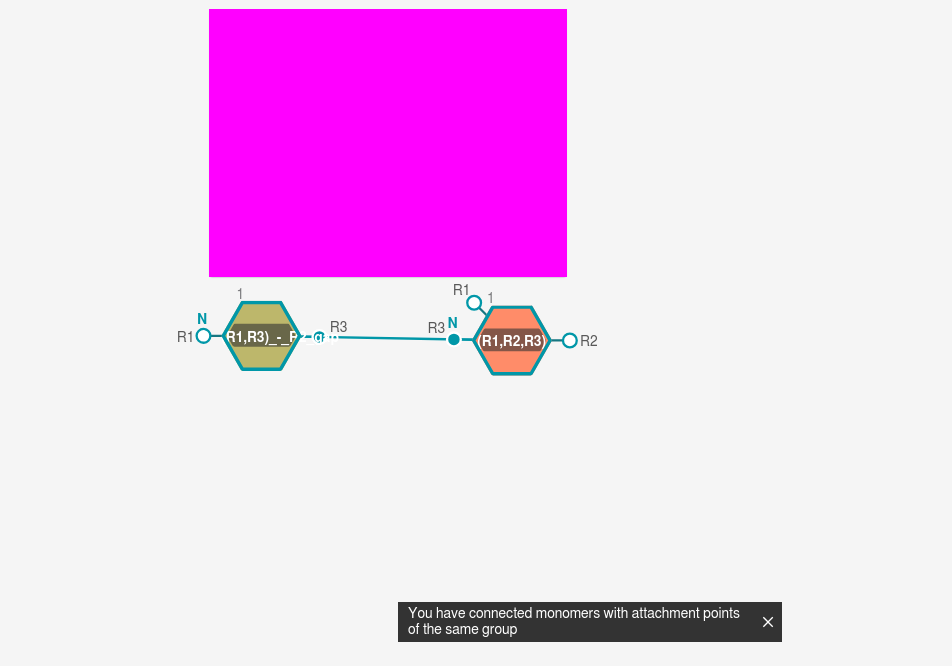 1
N
R1
R1,R3)_-_
R3
R1
1
N
R3
(R1,R2,R3)
R2
You have connected monomers with attachment points
of the same group